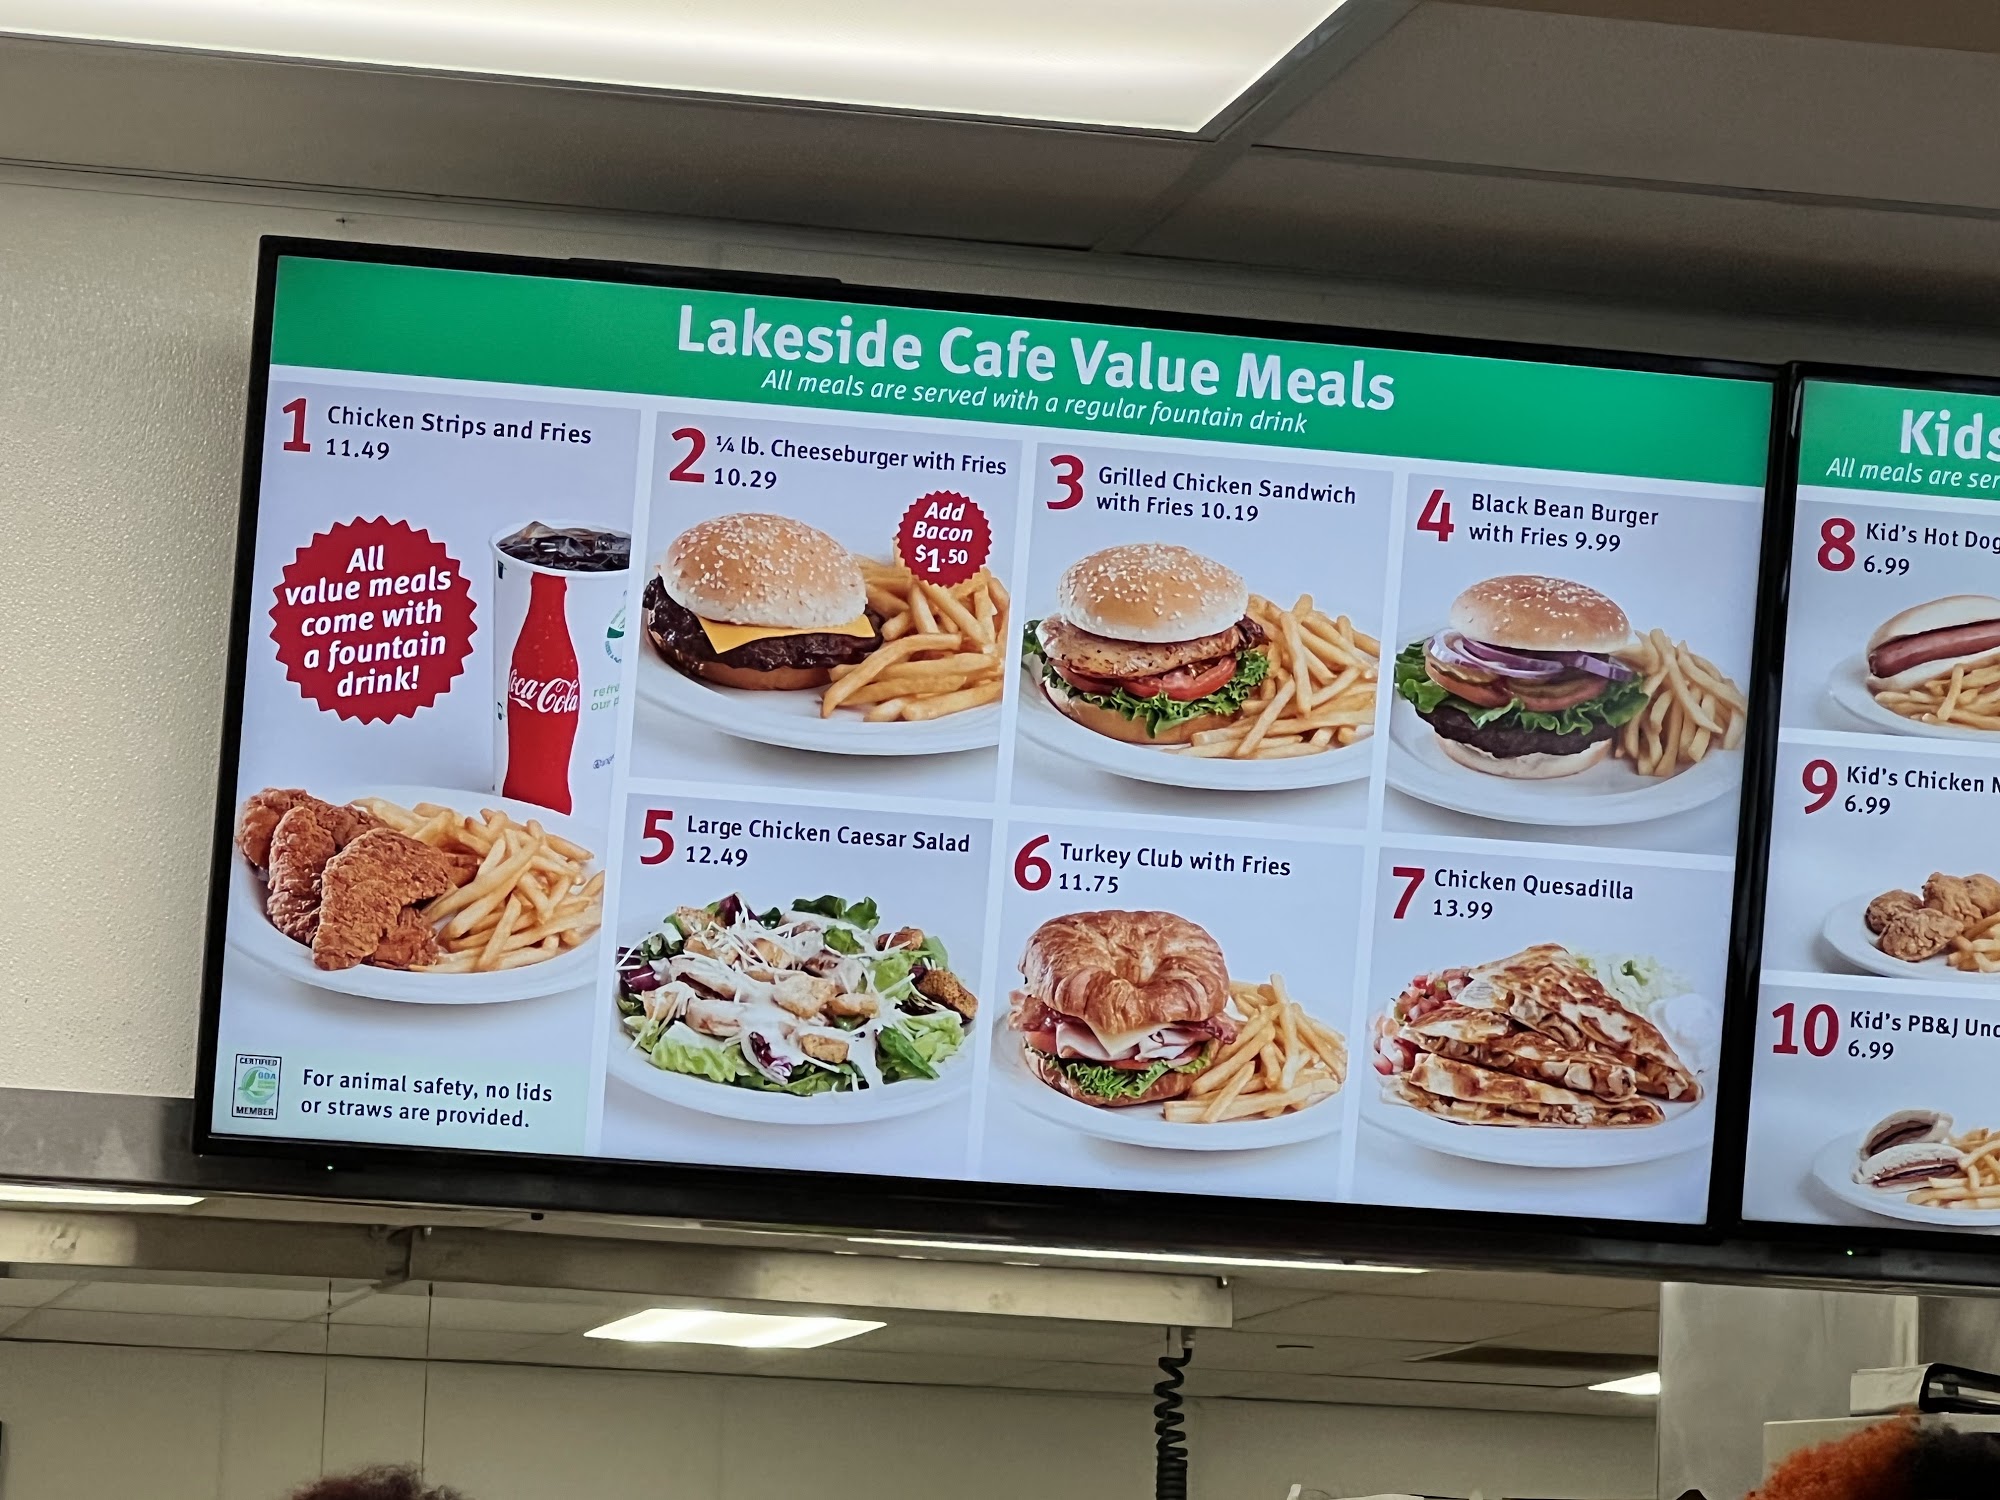 Lakeside Cafe Value Meals
All meals are served with a regular fountain drink
1 Chicken Strips and Fries
11.49
All
value meals
come with
a fountain
drink!
Coca-Cola
For animal safety, no lids
or straws are provided.
CERTIFIED
MEMBER
2 ¼ lb. Cheeseburger with Fries
10.29
Add
Bacon
$1.50
3 Grilled Chicken Sandwich
with Fries 10.19
4 Black Bean Burger
with Fries 9.99
5 Large Chicken Caesar Salad
12.49
6 Turkey Club with Fries
11.75
7 Chicken Quesadilla
13.99
Kids
All meals are ser
8 Kid's Hot Dog
6.99
9 Kid's Chicken N
6.99
10 Kid's PB&J Unc
6.99